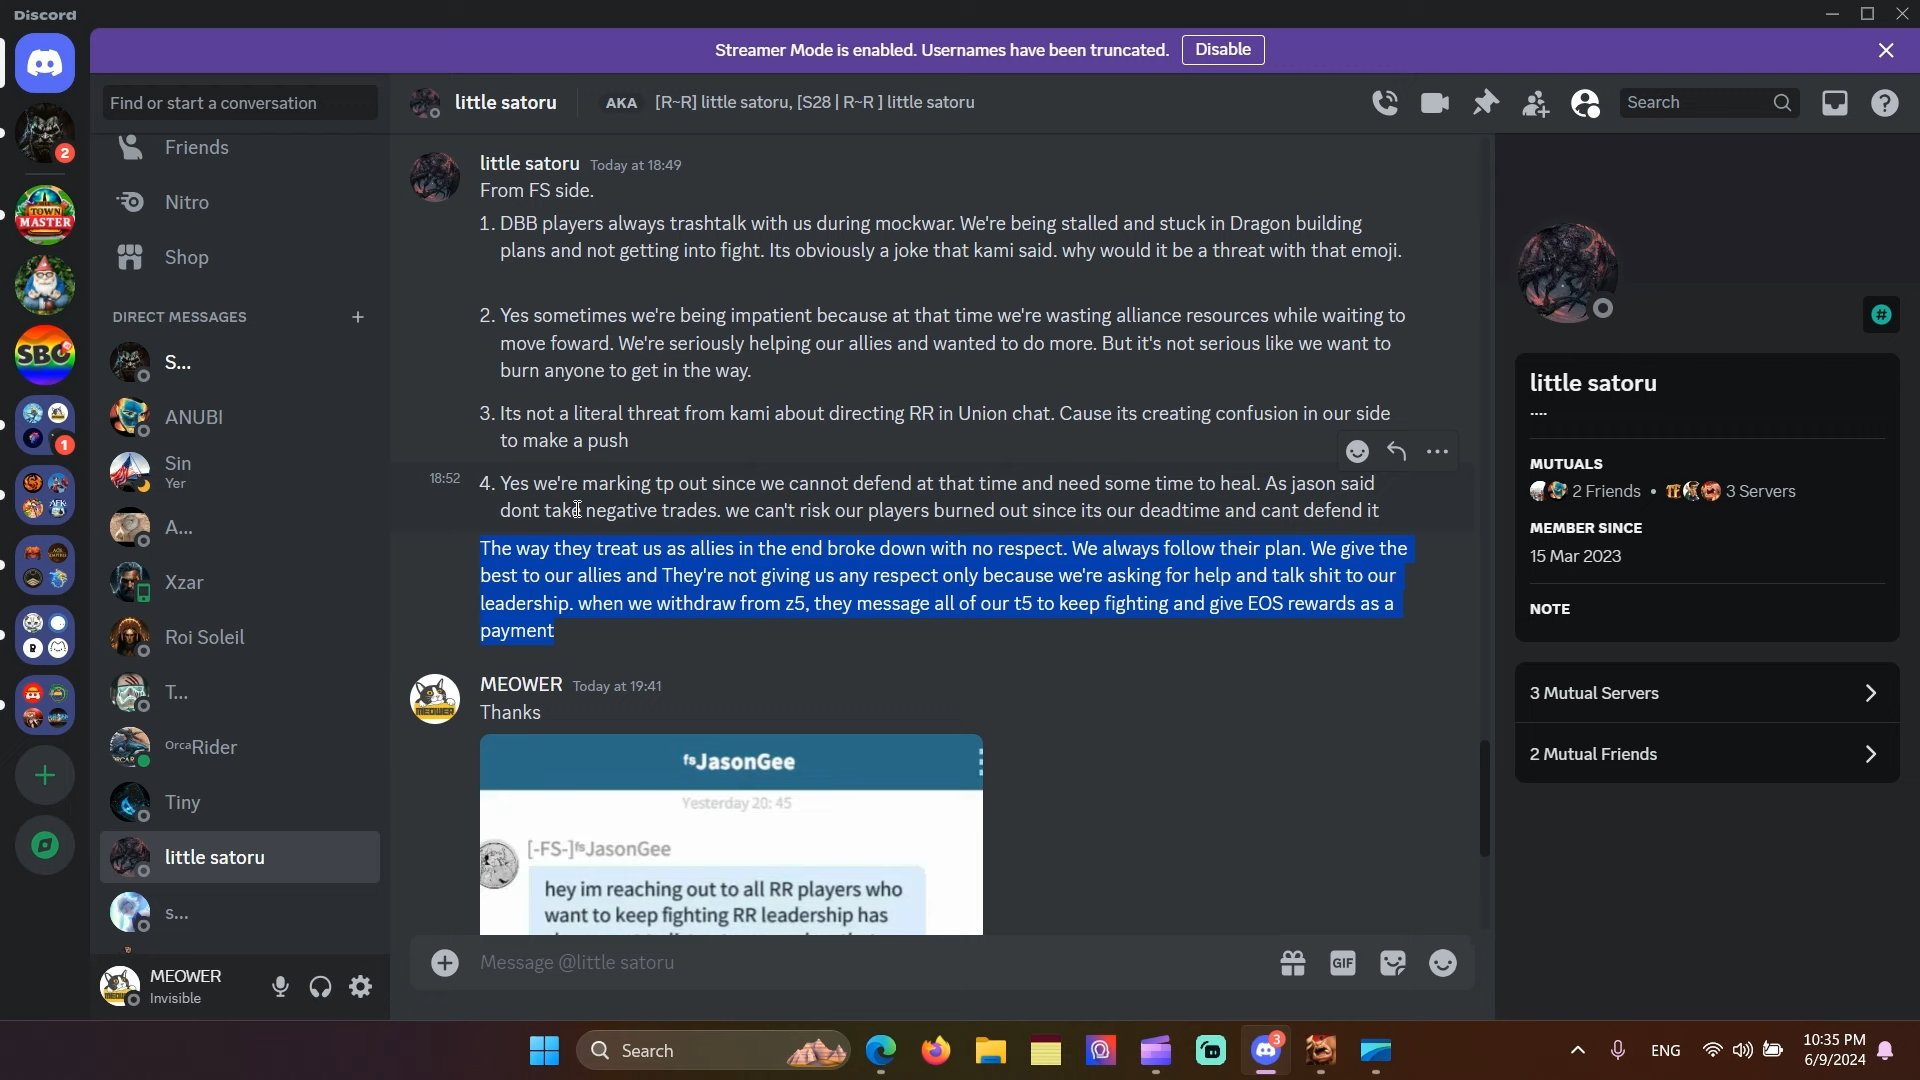 Discord
Streamer Mode is enabled. Usernames have been truncated. Disable
Find or start a conversation
little satoru AKA [R~R] little satoru, [S28 | R~R ] little satoru
Search
2
Friends
Nitro
Shop
DIRECT MESSAGES
S...
ANUBI
Sin
Yer
A...
Xzar
Roi Soleil
T...
OrcaRider
Tiny
little satoru
s...
TOWN
MASTER
SBC
1
MEOWER
Invisible
little satoru Today at 18:49
From FS side.
1. DBB players always trashtalk with us during mockwar. We're being stalled and stuck in Dragon building
plans and not getting into fight. Its obviously a joke that kami said. why would it be a threat with that emoji.
2. Yes sometimes we're being impatient because at that time we're wasting alliance resources while waiting to
move foward. We're seriously helping our allies and wanted to do more. But it's not serious like we want to
burn anyone to get in the way.
3. Its not a literal threat from kami about directing RR in Union chat. Cause its creating confusion in our side
to make a push
18:52 4. Yes we're marking tp out since we cannot defend at that time and need some time to heal. As jason said
dont take negative trades. we can't risk our players burned out since its our deadtime and cant defend it
The way they treat us as allies in the end broke down with no respect. We always follow their plan. We give the
best to our allies and They're not giving us any respect only because we're asking for help and talk shit to our
leadership. when we withdraw from z5, they message all of our t5 to keep fighting and give EOS rewards as a
payment
MEOWER Today at 19:41
Thanks
fsJasonGee
Yesterday 20: 45
[-FS-]fsJasonGee
hey im reaching out to all RR players who
want to keep fighting RR leadership has
Message @little satoru
GIF
little satoru
....
MUTUALS
2 Friends • 3 Servers
MEMBER SINCE
15 Mar 2023
NOTE
3 Mutual Servers
2 Mutual Friends
Search
3
ENG
10:35 PM
6/9/2024